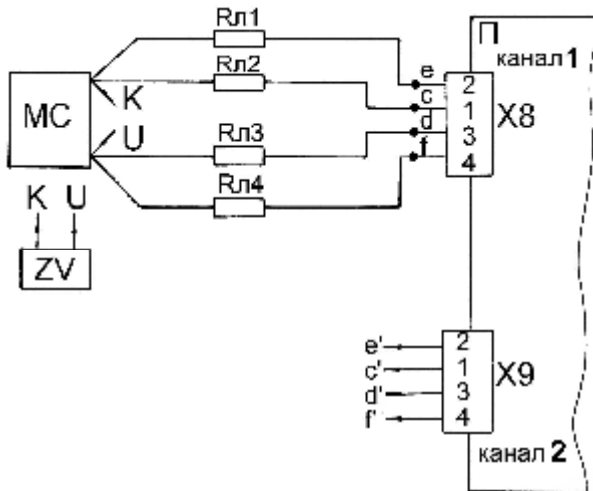 Rл1
Rл2
Rл3
Rл4
МС
K
U
K U
ZV
П
канал 1
e
c
d
f
2
1
3
4
X8
e'
c'
d'
f'
2
1
3
4
X9
канал 2